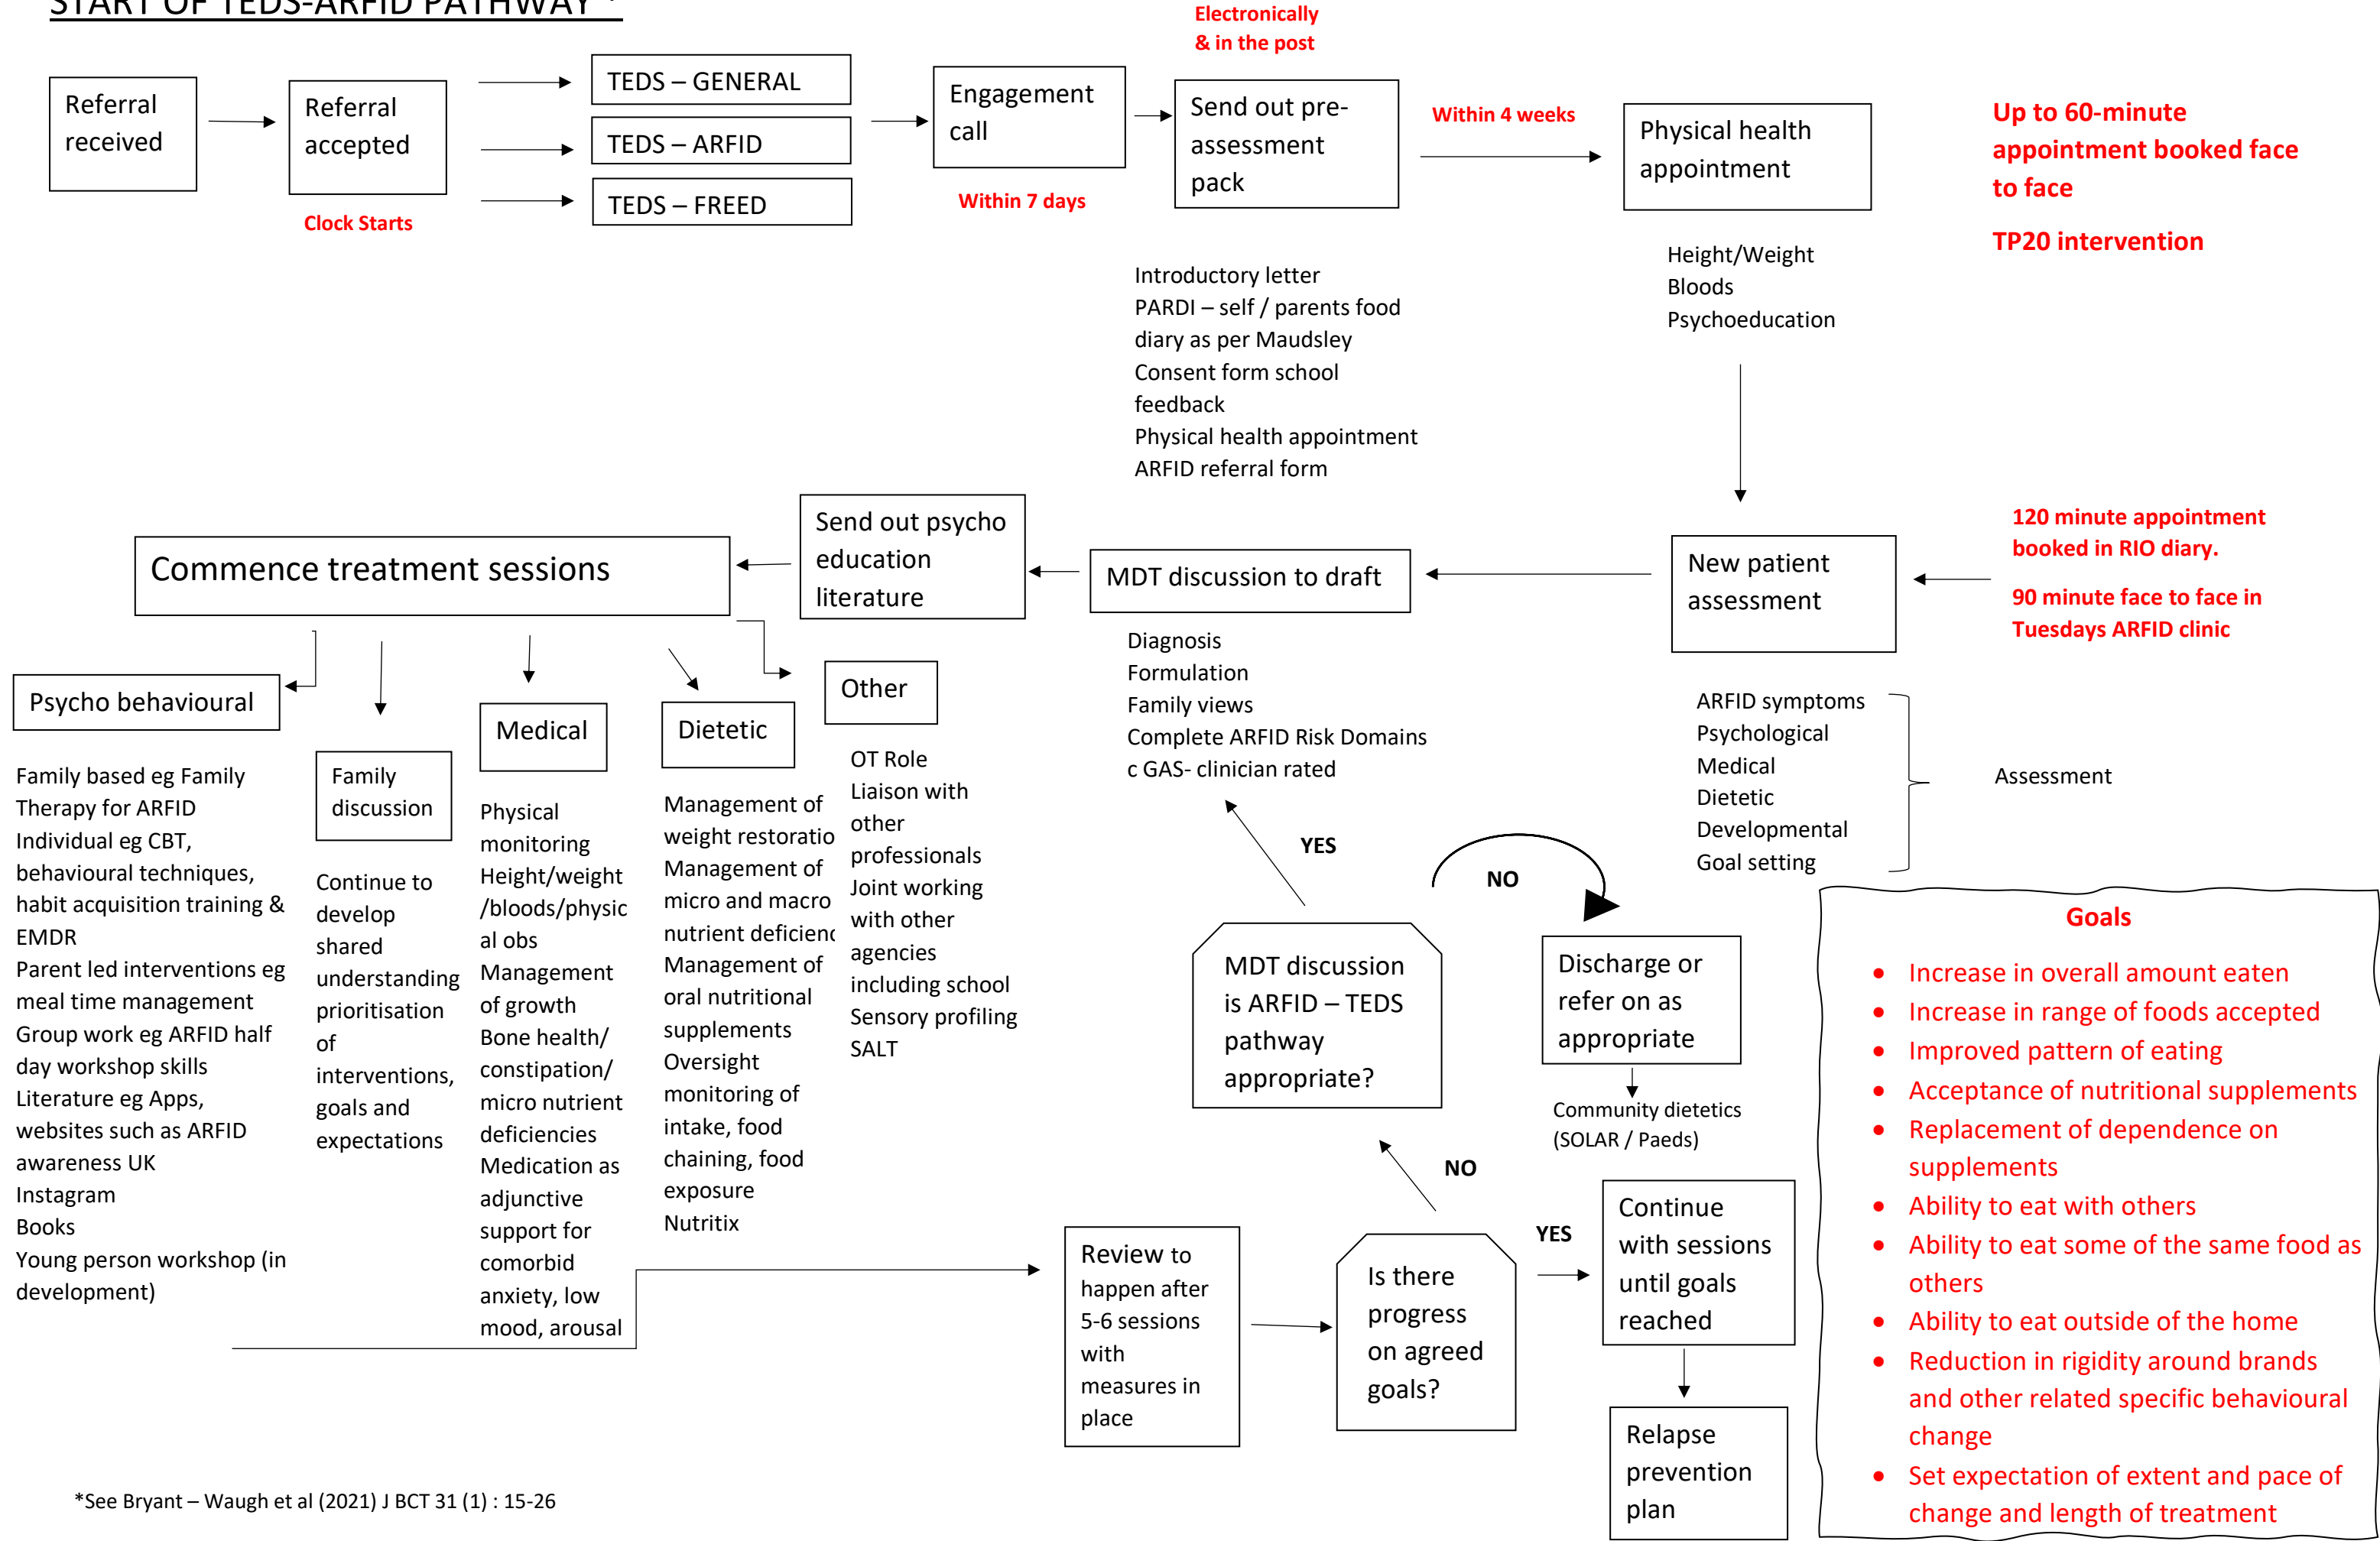 START OF TEDS-ARFID PATHWAY *
Electronically
& in the post
Referral
received
Referral
accepted
Clock Starts
TEDS – GENERAL
TEDS – ARFID
TEDS – FREED
Engagement
call
Within 7 days
Send out pre-
assessment
pack
Within 4 weeks
Physical health
appointment
Up to 60-minute
appointment booked face
to face
TP20 intervention
Introductory letter
PARDI – self / parents food
diary as per Maudsley
Consent form school
feedback
Physical health appointment
ARFID referral form
Height/Weight
Bloods
Psychoeducation
Commence treatment sessions
Send out psycho
education
literature
MDT discussion to draft
New patient
assessment
120 minute appointment
booked in RIO diary.
90 minute face to face in
Tuesdays ARFID clinic
Diagnosis
Formulation
Family views
Complete ARFID Risk Domains
c GAS- clinician rated
ARFID symptoms
Psychological
Medical
Dietetic
Developmental
Goal setting
Assessment
Psycho behavioural
Family based eg Family
Therapy for ARFID
Individual eg CBT,
behavioural techniques,
habit acquisition training &
EMDR
Parent led interventions eg
meal time management
Group work eg ARFID half
day workshop skills
Literature eg Apps,
websites such as ARFID
awareness UK
Instagram
Books
Young person workshop (in
development)
Family
discussion
Continue to
develop
shared
understanding
prioritisation
of
interventions,
goals and
expectations
Medical
Physical
monitoring
Height/weight
/bloods/physic
al obs
Management
of growth
Bone health/
constipation/
micro nutrient
deficiencies
Medication as
adjunctive
support for
comorbid
anxiety, low
mood, arousal
Dietetic
Management of
weight restoratio
Management of
micro and macro
nutrient deficienc
Management of
oral nutritional
supplements
Oversight
monitoring of
intake, food
chaining, food
exposure
Nutritix
Other
OT Role
Liaison with
other
professionals
Joint working
with other
agencies
including school
Sensory profiling
SALT
YES
NO
MDT discussion
is ARFID – TEDS
pathway
appropriate?
Discharge or
refer on as
appropriate
Community dietetics
(SOLAR / Paeds)
NO
YES
Review to
happen after
5-6 sessions
with
measures in
place
Is there
progress
on agreed
goals?
Continue
with sessions
until goals
reached
Relapse
prevention
plan
Goals
• Increase in overall amount eaten
• Increase in range of foods accepted
• Improved pattern of eating
• Acceptance of nutritional supplements
• Replacement of dependence on
supplements
• Ability to eat with others
• Ability to eat some of the same food as
others
• Ability to eat outside of the home
• Reduction in rigidity around brands
and other related specific behavioural
change
• Set expectation of extent and pace of
change and length of treatment
*See Bryant – Waugh et al (2021) J BCT 31 (1) : 15-26